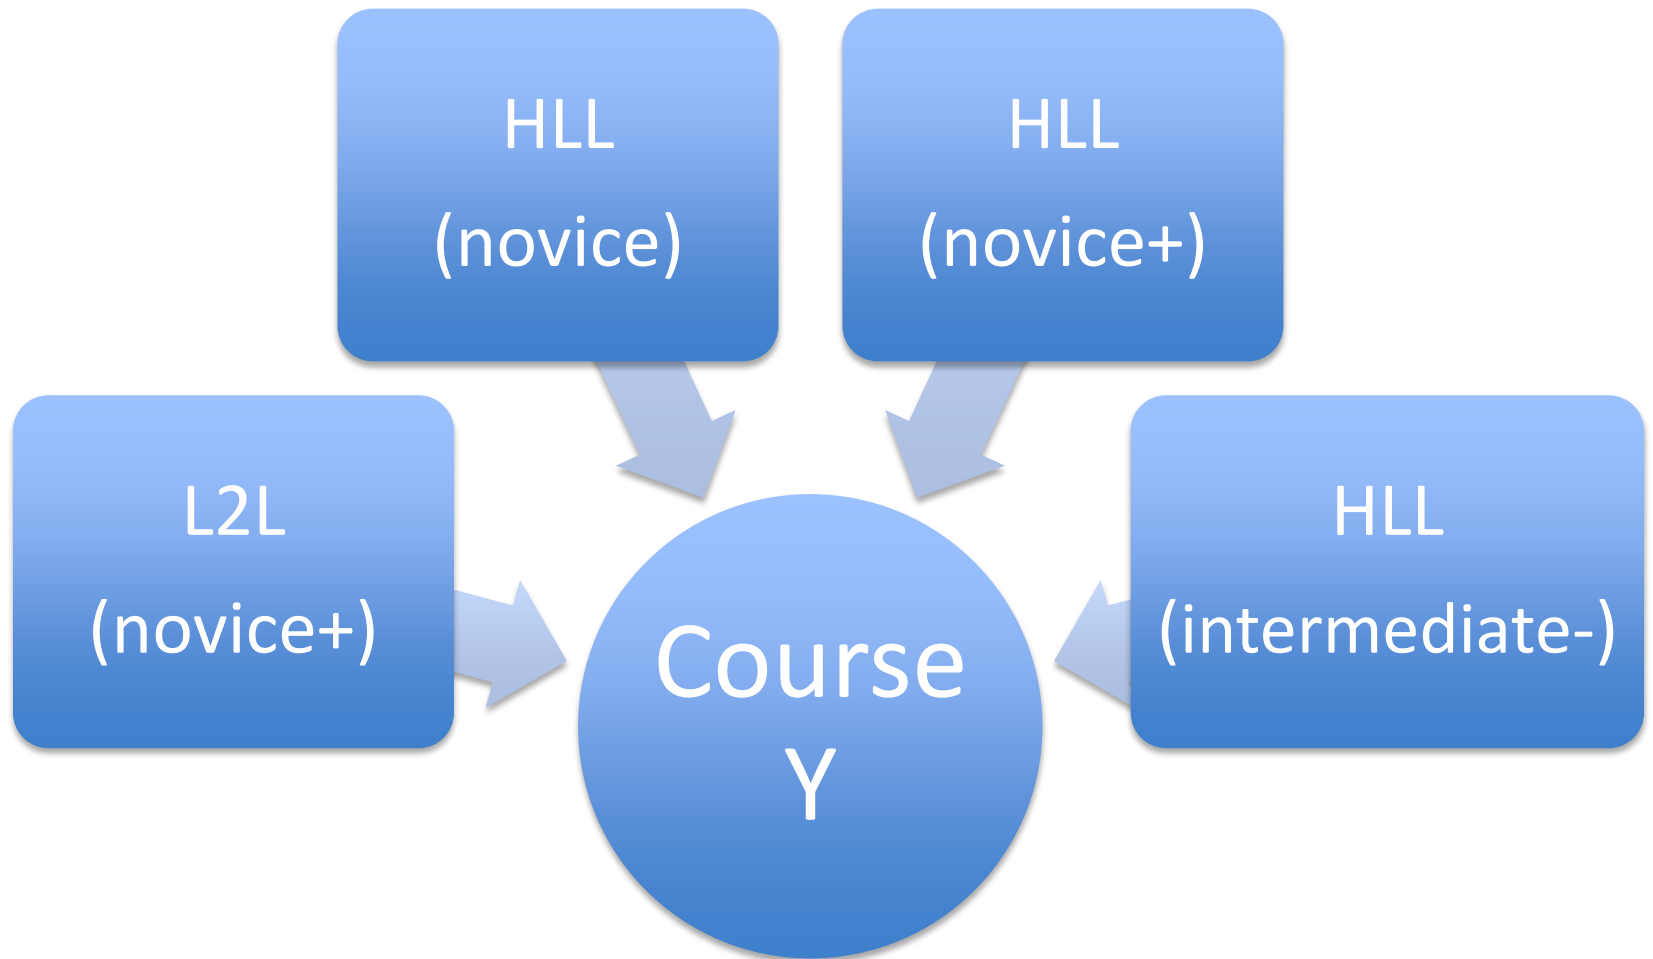 HLL
(novice)
HLL
(novice+)
L2L
(novice+)
HLL
(intermediate-)
Course
Y